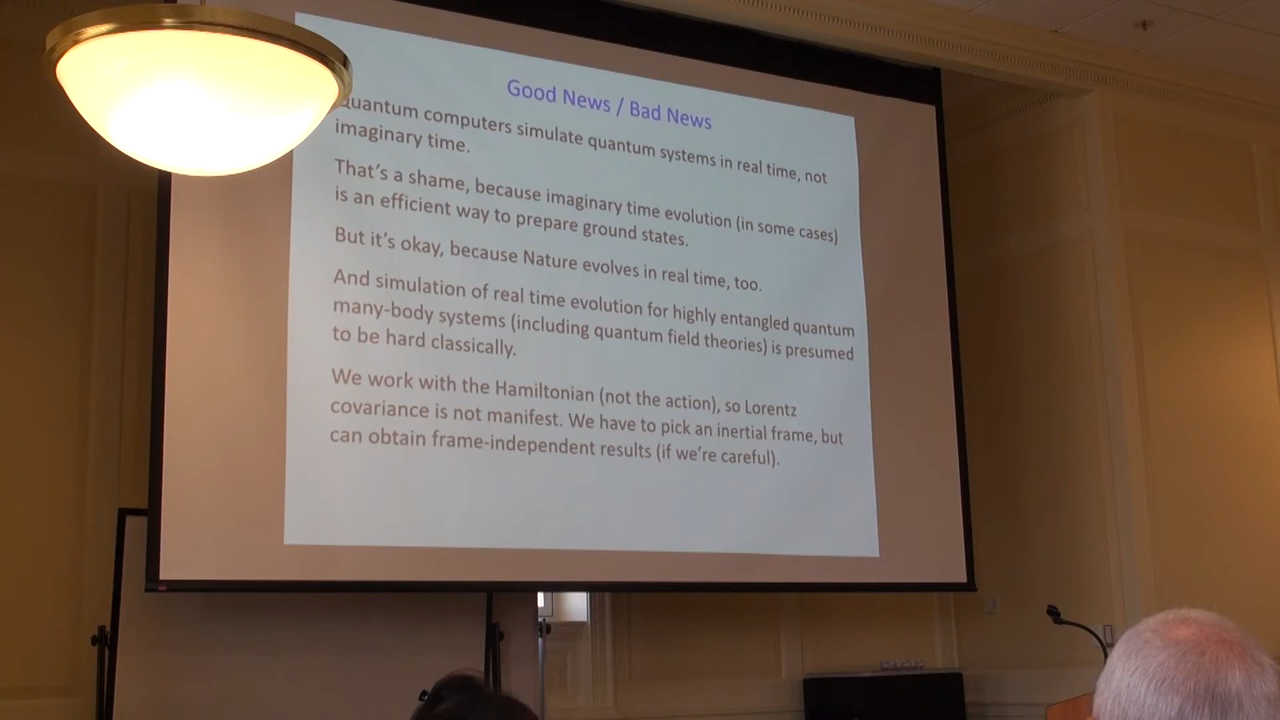 Good News / Bad News
Quantum computers simulate quantum systems in real time, not
imaginary time.
That's a shame, because imaginary time evolution (in some cases)
is an efficient way to prepare ground states.
But it's okay, because Nature evolves in real time, too.
And simulation of real time evolution for highly entangled quantum
many-body systems (including quantum field theories) is presumed
to be hard classically.
We work with the Hamiltonian (not the action), so Lorentz
covariance is not manifest. We have to pick an inertial frame, but
can obtain frame-independent results (if we're careful).